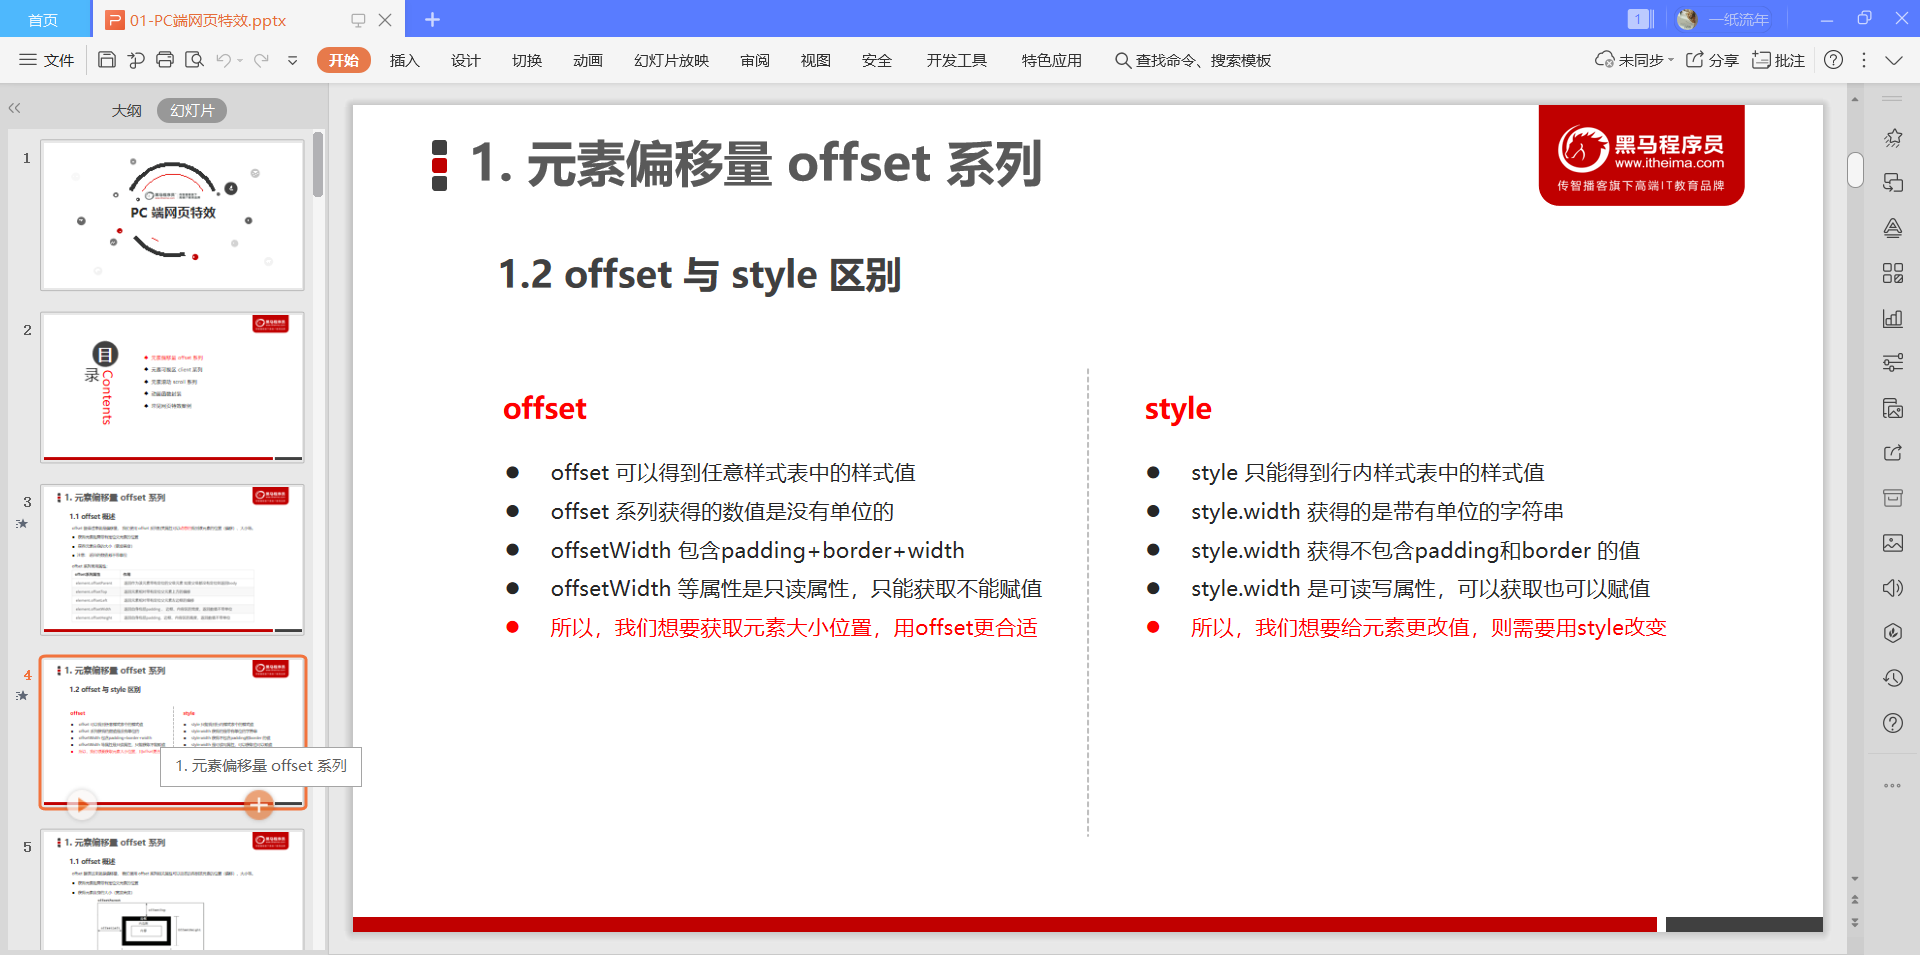 首页
01-PC端网页特效.pptx
1
一纸流年
文件
开始
插入
设计
切换
动画
幻灯片放映
审阅
视图
安全
开发工具
特色应用
查找命令、搜索模板
未同步
分享
批注
大纲
幻灯片
1
PC 端网页特效
2
目
录
Contents
3
1. 元素偏移量 offset 系列
1.1 offset 概述
4
1. 元素偏移量 offset 系列
1.2 offset 与 style 区别
offset
style
1. 元素偏移量 offset 系列
5
1. 元素偏移量 offset 系列
1.1 offset 概述
1. 元素偏移量 offset 系列
黑马程序员
www.itheima.com
传智播客旗下高端IT教育品牌
1.2 offset 与 style 区别
offset
● offset 可以得到任意样式表中的样式值
● offset 系列获得的数值是没有单位的
● offsetWidth 包含padding+border+width
● offsetWidth 等属性是只读属性，只能获取不能赋值
● 所以，我们想要获取元素大小位置，用offset更合适
style
● style 只能得到行内样式表中的样式值
● style.width 获得的是带有单位的字符串
● style.width 获得不包含padding和border 的值
● style.width 是可读写属性，可以获取也可以赋值
● 所以，我们想要给元素更改值，则需要用style改变